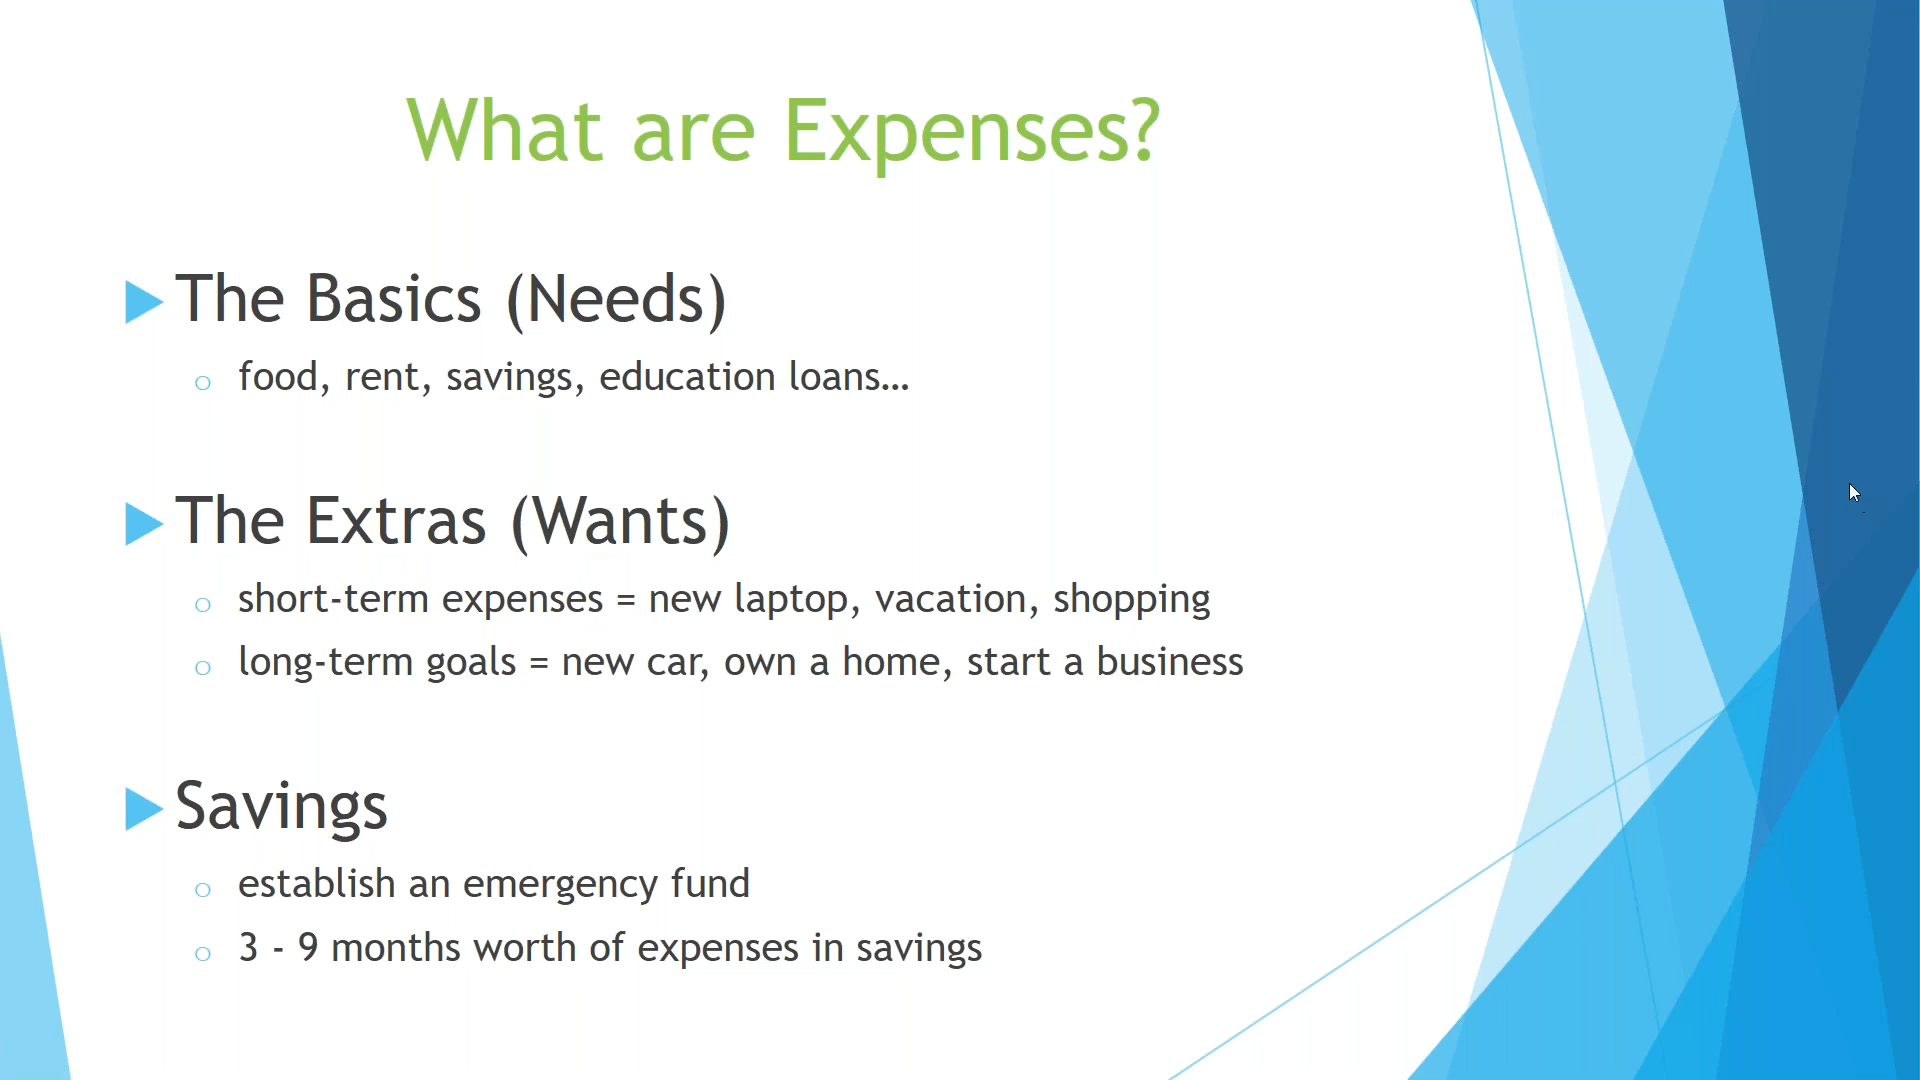 What are Expenses?
The Basics (Needs)
food, rent, savings, education loans...
The Extras (Wants)
short-term expenses = new laptop, vacation, shopping
long-term goals = new car, own a home, start a business
Savings
establish an emergency fund
3 - 9 months worth of expenses in savings